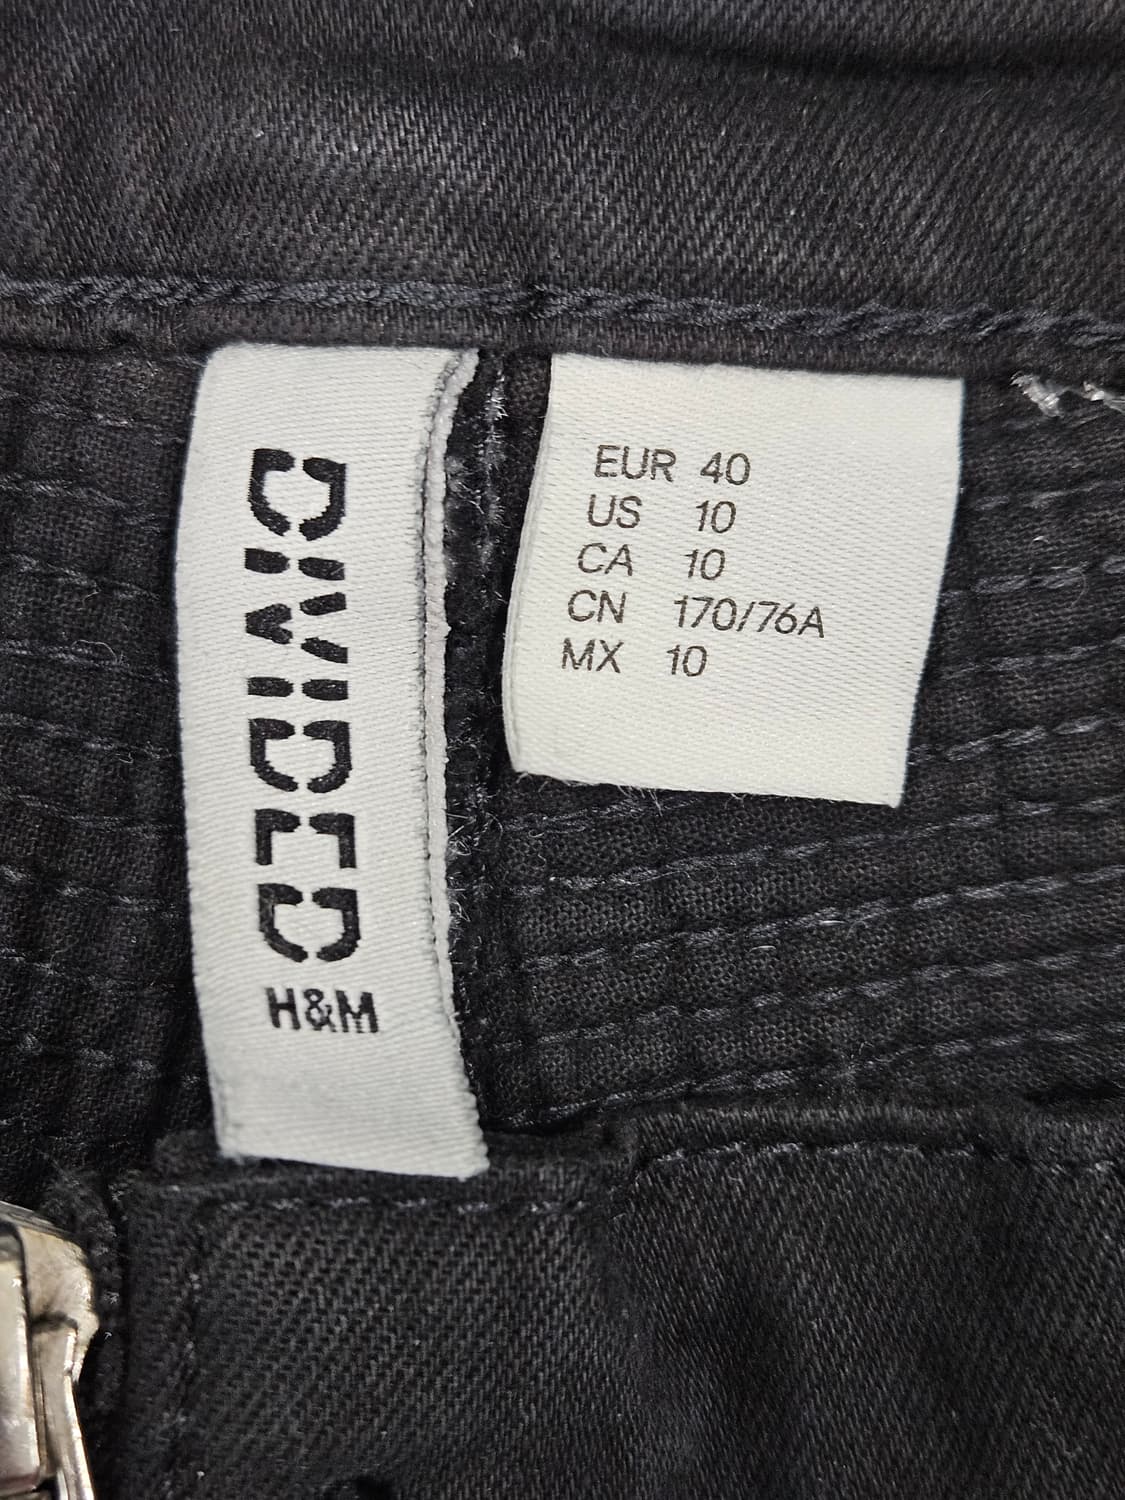 DIVIDED
H&M
EUR 40
US 10
CA 10
CN 170/76A
MX 10